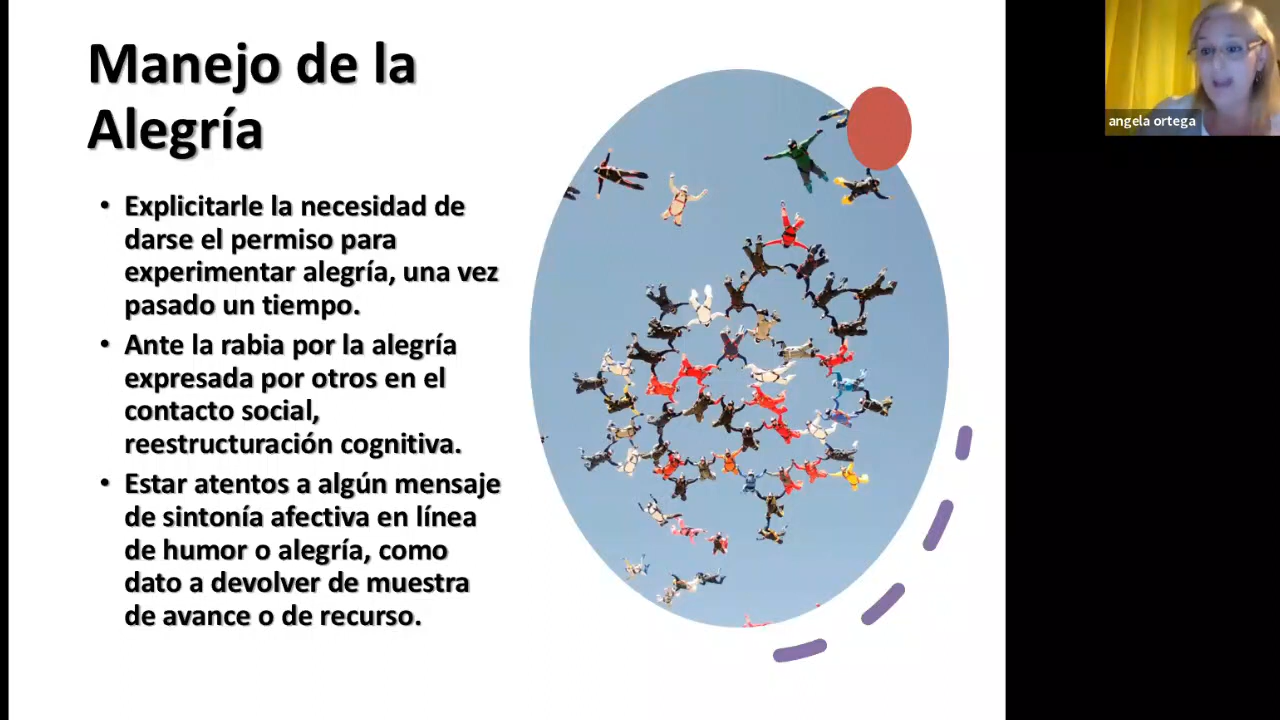 Manejo de la
Alegría
• Explicitarle la necesidad de
darse el permiso para
experimentar alegría, una vez
pasado un tiempo.
• Ante la rabia por la alegría
expresada por otros en el
contacto social,
reestructuración cognitiva.
• Estar atentos a algún mensaje
de sintonía afectiva en línea
de humor o alegría, como
dato a devolver de muestra
de avance o de recurso.
angela ortega